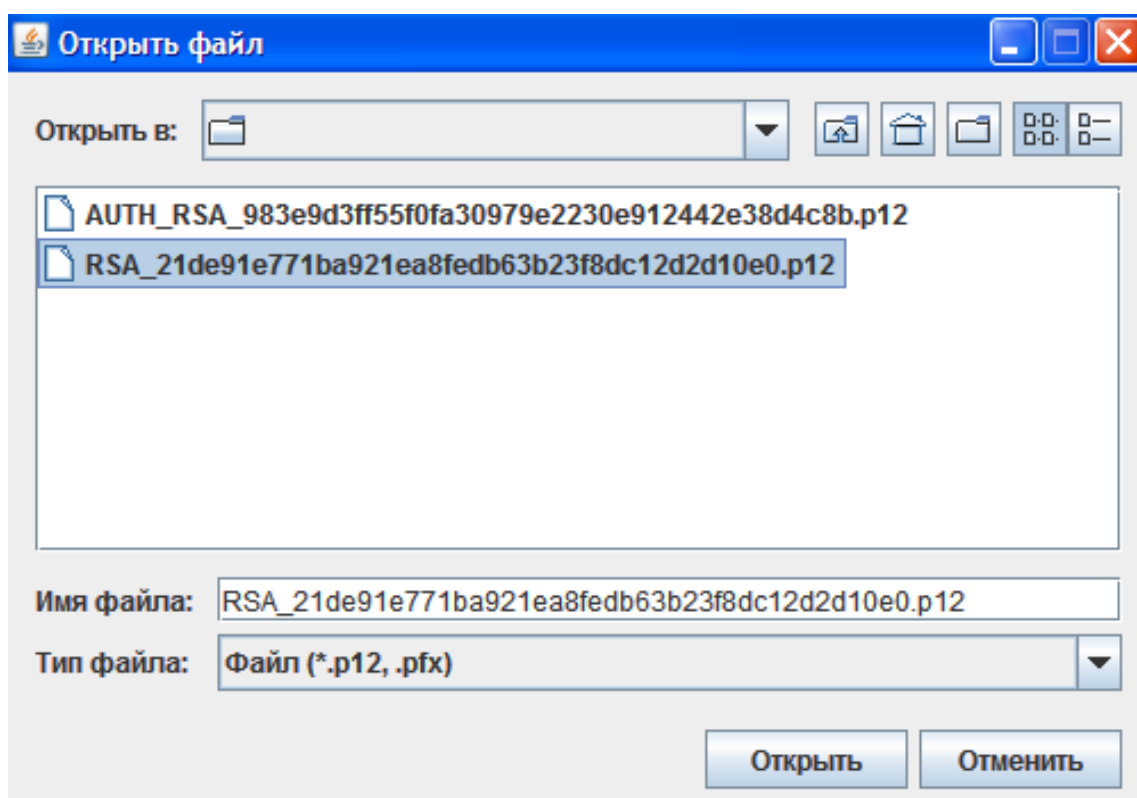 Открыть файл
Открыть в:
AUTH_RSA_983e9d3ff55f0fa30979e2230e912442e38d4c8b.p12
RSA_21de91e771ba921ea8fedb63b23f8dc12d2d10e0.p12
Имя файла: RSA_21de91e771ba921ea8fedb63b23f8dc12d2d10e0.p12
Тип файла: Файл (*.p12, .pfx)
Открыть Отменить